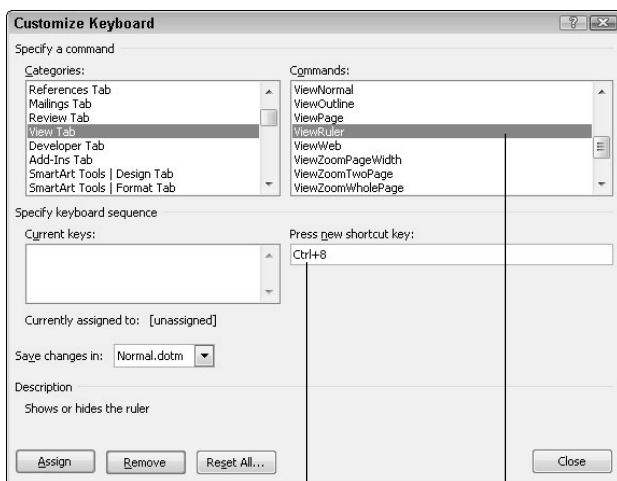 Customize Keyboard
Specify a command
Categories:
References Tab
Mailings Tab
Review Tab
View Tab
Developer Tab
Add-Ins Tab
SmartArt Tools | Design Tab
SmartArt Tools | Format Tab
Commands:
ViewNormal
ViewOutline
ViewPage
ViewRuler
ViewWeb
ViewZoomPageWidth
ViewZoomTwoPage
ViewZoomWholePage
Specify keyboard sequence
Current keys:
Press new shortcut key:
Ctrl+8
Currently assigned to: [unassigned]
Save changes in: Normal.dotm
Description
Shows or hides the ruler
Assign Remove Reset All... Close